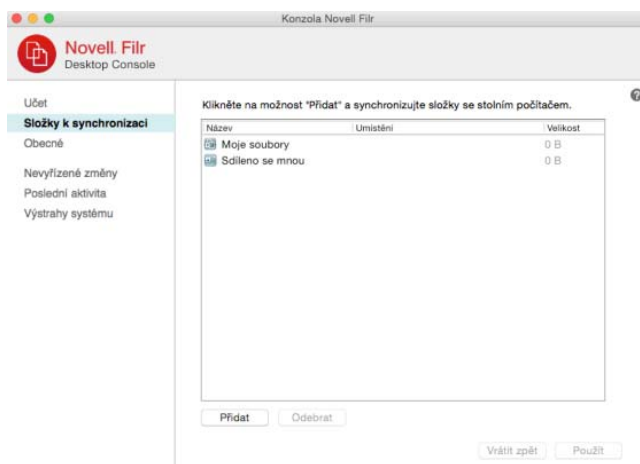 Konzola Novell Filr
Novell. Filr
Desktop Console
Účet
Složky k synchronizaci
Obecné
Nevyřízené změny
Poslední aktivita
Výstrahy systému
?
Klikněte na možnost "Přidat" a synchronizujte složky se stolním počítačem.
Název Umístění Velikost
Moje soubory 0 B
Sdíleno se mnou 0 B
Přidat Odebrat
Vrátit zpět Použít